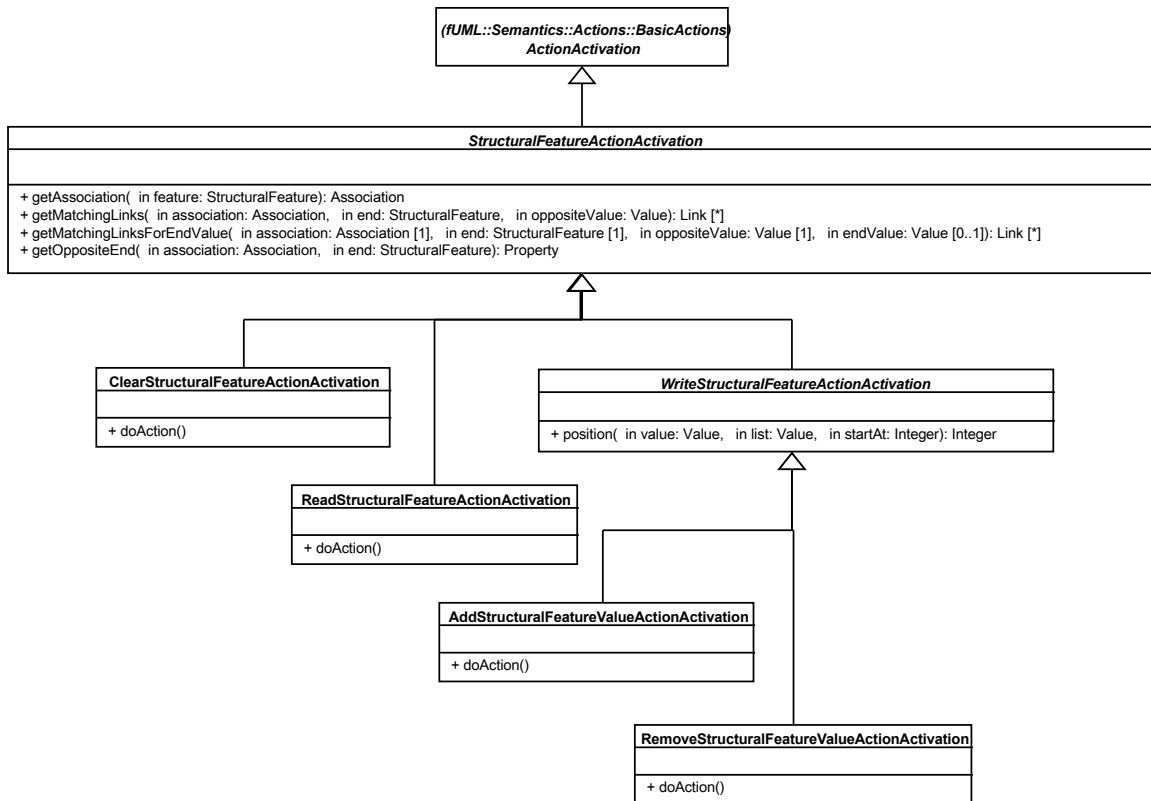 (fUML::Semantics::Actions::BasicActions)
ActionActivation
StructuralFeatureActionActivation
+ getAssociation( in feature: StructuralFeature): Association
+ getMatchingLinks( in association: Association, in end: StructuralFeature, in oppositeValue: Value): Link [*]
+ getMatchingLinksForEndValue( in association: Association [1], in end: StructuralFeature [1], in oppositeValue: Value [1], in endValue: Value [0..1]): Link [*]
+ getOppositeEnd( in association: Association, in end: StructuralFeature): Property
ClearStructuralFeatureActionActivation
+ doAction()
WriteStructuralFeatureActionActivation
+ position( in value: Value, in list: Value, in startAt: Integer): Integer
ReadStructuralFeatureActionActivation
+ doAction()
AddStructuralFeatureValueActionActivation
+ doAction()
RemoveStructuralFeatureValueActionActivation
+ doAction()